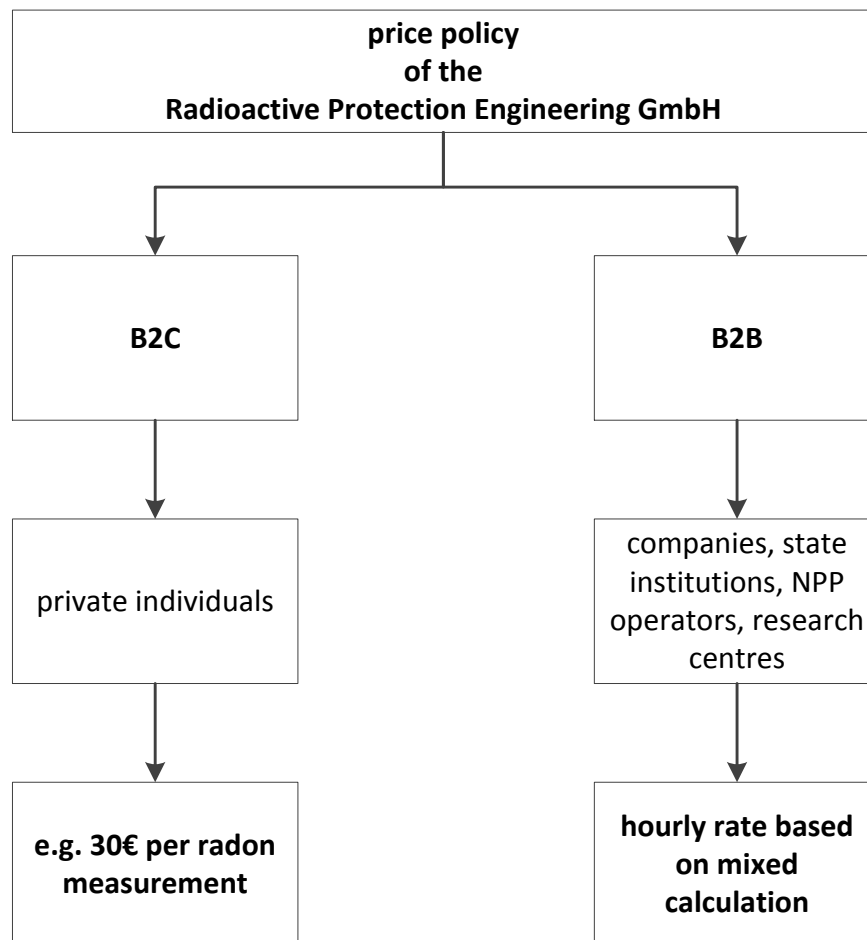 price policy
of the
Radioactive Protection Engineering GmbH
B2C
B2B
private individuals
companies, state
institutions, NPP
operators, research
centres
e.g. 30€ per radon
measurement
hourly rate based
on mixed
calculation